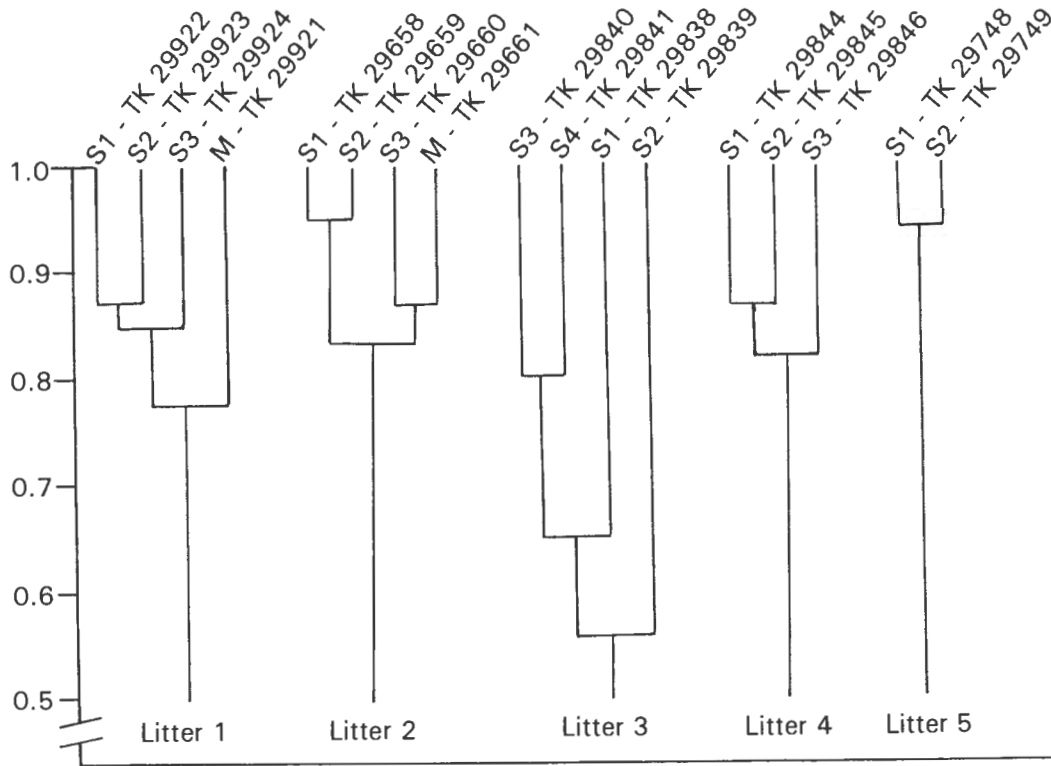 S1 - TK 29922
S2 - TK 29923
S3 - TK 29924
M - TK 29921
S1 - TK 29658
S2 - TK 29659
S3 - TK 29660
M - TK 29661
S3 - TK 29840
S4 - TK 29841
S1 - TK 29838
S2 - TK 29839
S1 - TK 29844
S2 - TK 29845
S3 - TK 29846
S1 - TK 29748
S2 - TK 29749
1.0
0.9
0.8
0.7
0.6
0.5
Litter 1
Litter 2
Litter 3
Litter 4
Litter 5